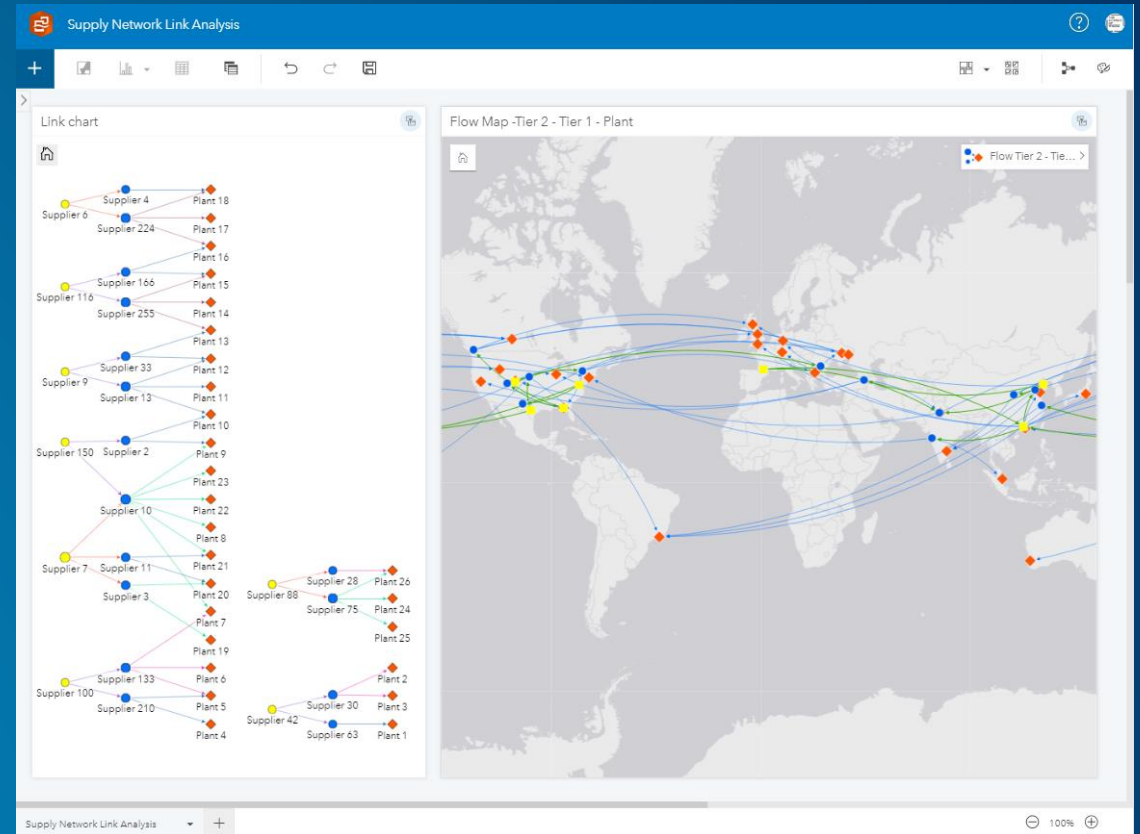 Supply Network Link Analysis
Link chart
Supplier 6
Supplier 4
Plant 18
Supplier 224
Plant 17
Plant 16
Supplier 116
Supplier 166
Plant 15
Supplier 255
Plant 14
Plant 13
Supplier 9
Supplier 33
Plant 12
Supplier 13
Plant 11
Plant 10
Supplier 150
Supplier 2
Plant 9
Plant 23
Supplier 10
Plant 22
Plant 8
Supplier 7
Supplier 11
Plant 21
Supplier 3
Plant 20
Plant 7
Plant 19
Supplier 100
Supplier 133
Plant 6
Supplier 210
Plant 5
Plant 4
Supplier 88
Supplier 28
Plant 26
Supplier 75
Plant 24
Plant 25
Plant 2
Supplier 42
Supplier 30
Plant 3
Supplier 63
Plant 1
Flow Map -Tier 2 - Tier 1 - Plant
Flow Tier 2 - Tie...
Supply Network Link Analysis
100%